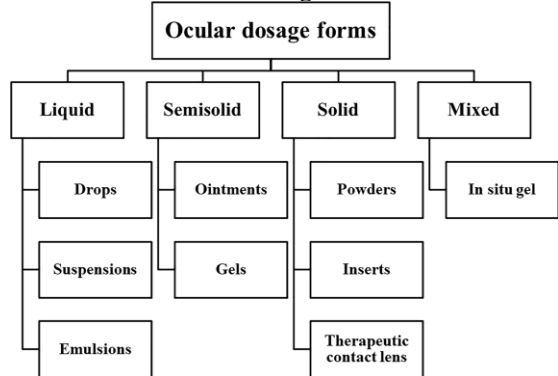 Ocular dosage forms
Liquid
Semisolid
Solid
Mixed
Drops
Ointments
Powders
In situ gel
Suspensions
Gels
Inserts
Emulsions
Therapeutic
contact lens